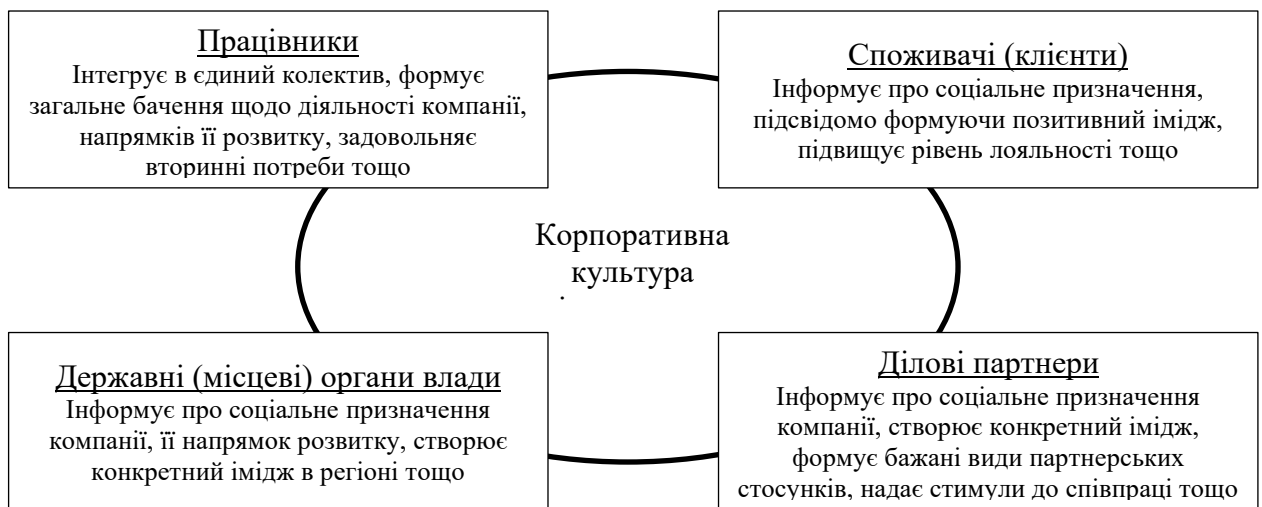 Працівники
Інтегрує в єдиний колектив, формує
загальне бачення щодо діяльності компанії,
напрямків її розвитку, задовольняє
вторинні потреби тощо
Споживачі (клієнти)
Інформує про соціальне призначення,
підсвідомо формуючи позитивний імідж,
підвищує рівень лояльності тощо
Корпоративна
культура
.
Державні (місцеві) органи влади
Інформує про соціальне призначення
компанії, її напрямок розвитку, створює
конкретний імідж в регіоні тощо
Ділові партнери
Інформує про соціальне призначення
компанії, створює конкретний імідж,
формує бажані види партнерських
стосунків, надає стимули до співпраці тощо